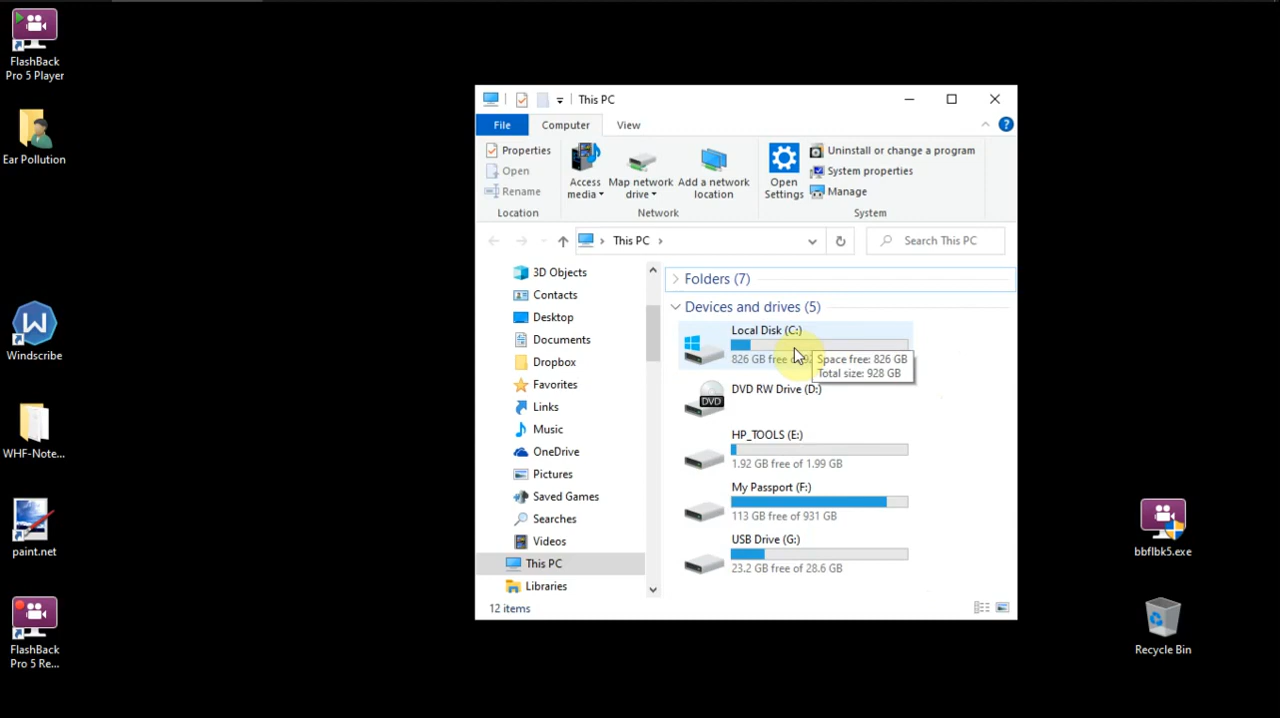 FlashBack
Pro 5 Player
Ear Pollution
Windscribe
WHF-Note...
paint.net
FlashBack
Pro 5 Re...
This PC
File
Computer
View
Properties
Open
Rename
Location
Access
media
Map network
drive
Add a network
location
Network
Open
Settings
Uninstall or change a program
System properties
Manage
System
This PC
Search This PC
3D Objects
Contacts
Desktop
Documents
Dropbox
Favorites
Links
Music
OneDrive
Pictures
Saved Games
Searches
Videos
This PC
Libraries
Folders (7)
Devices and drives (5)
Local Disk (C:)
826 GB free
Space free: 826 GB
Total size: 928 GB
DVD RW Drive (D:)
DVD
HP_TOOLS (E:)
1.92 GB free of 1.99 GB
My Passport (F:)
113 GB free of 931 GB
USB Drive (G:)
23.2 GB free of 28.6 GB
12 items
bbflbk5.exe
Recycle Bin